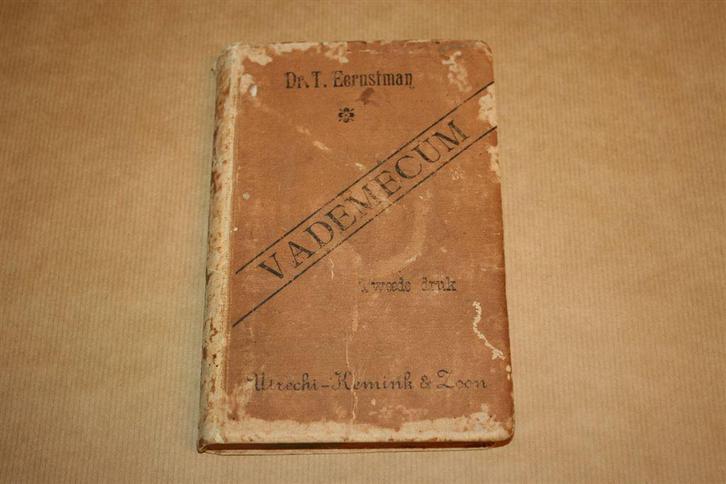 Dr. T. Eernstman
VADEMECUM
Tweede druk
Utrecht-Kemink & Zoon